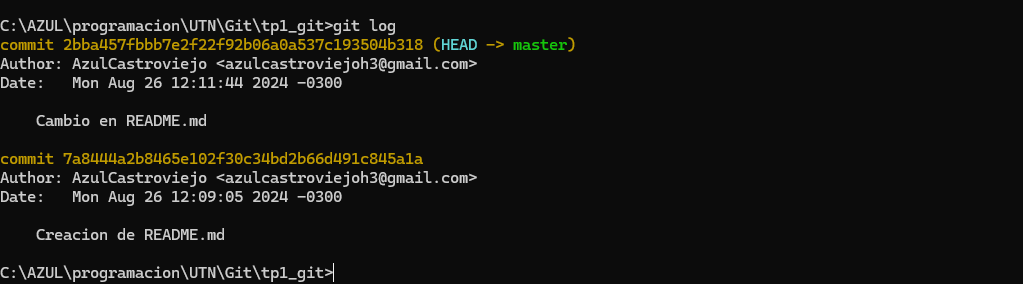 C:\AZUL\programacion\UTN\Git\tp1_git>git log
commit 2bba457fbbb7e2f22f92b06a0a537c193504b318 (HEAD -> master)
Author: AzulCastroviejo <azulcastroviejoh3@gmail.com>
Date:   Mon Aug 26 12:11:44 2024 -0300
    Cambio en README.md
commit 7a8444a2b8465e102f30c34bd2b66d491c845a1a
Author: AzulCastroviejo <azulcastroviejoh3@gmail.com>
Date:   Mon Aug 26 12:09:05 2024 -0300
    Creacion de README.md
C:\AZUL\programacion\UTN\Git\tp1_git>